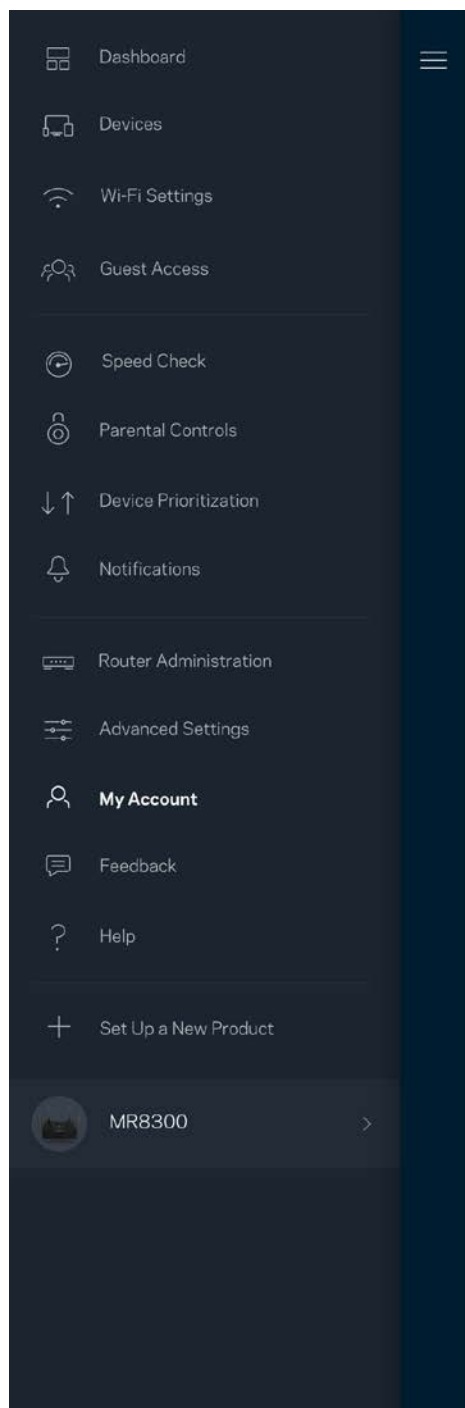 Dashboard
Devices
Wi-Fi Settings
Guest Access
Speed Check
Parental Controls
Device Prioritization
Notifications
Router Administration
Advanced Settings
My Account
Feedback
Help
Set Up a New Product
MR8300